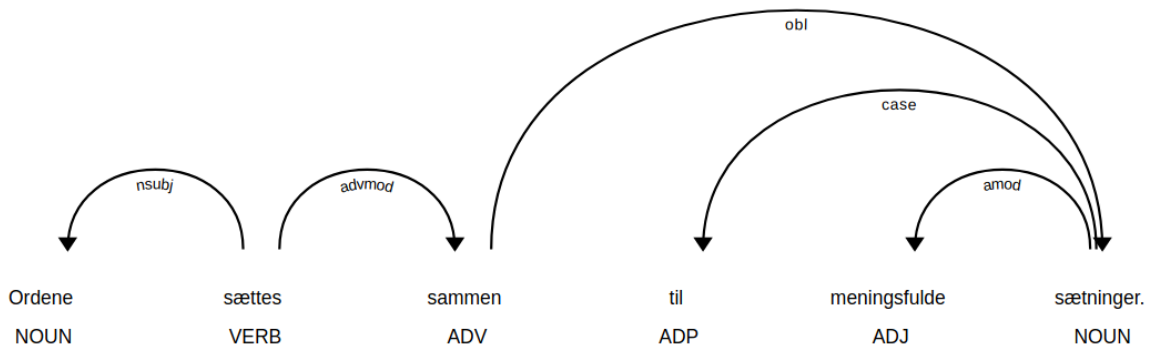 obl
case
nsubj advmod amod
Ordene sættes sammen til meningsfulde sætninger.
NOUN VERB ADV ADP ADJ NOUN